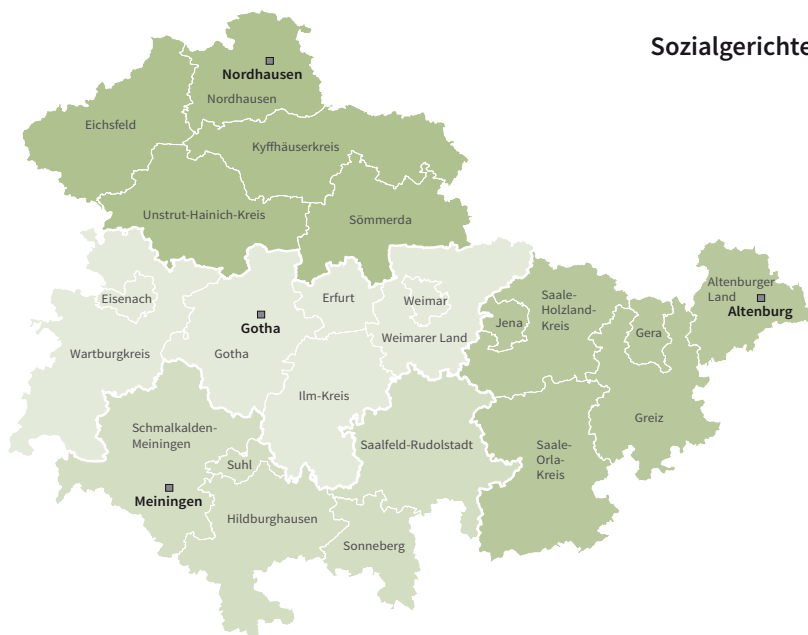 Sozialgerichte
Nordhausen
Nordhausen
Eichsfeld
Kyffhäuserkreis
Unstrut-Hainich-Kreis
Sömmerda
Eisenach
Erfurt
Weimar
Gotha
Weimarer Land
Wartburgkreis
Gotha
Ilm-Kreis
Jena
Saale-
Holzland-
Kreis
Gera
Altenburger
Land
Altenburg
Greiz
Schmalkalden-
Meiningen
Suhl
Meiningen
Saalfeld-Rudolstadt
Saale-
Orla-
Kreis
Hildburghausen
Sonneberg